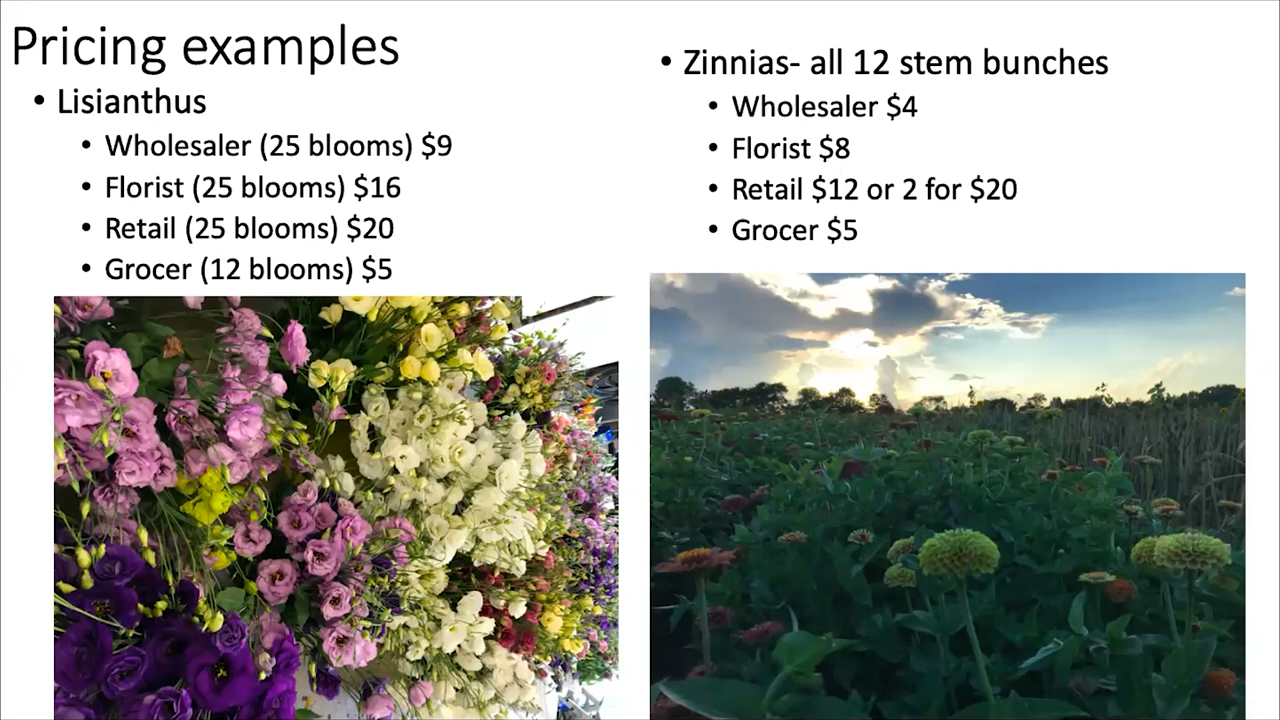 Pricing examples
• Lisianthus
• Wholesaler (25 blooms) $9
• Florist (25 blooms) $16
• Retail (25 blooms) $20
• Grocer (12 blooms) $5
• Zinnias- all 12 stem bunches
• Wholesaler $4
• Florist $8
• Retail $12 or 2 for $20
• Grocer $5